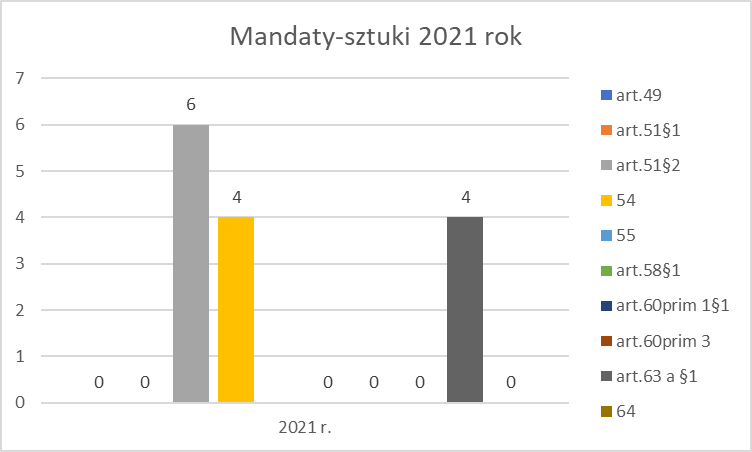 Mandaty-sztuki 2021 rok
7
6
5
4
3
2
1
0
0
0
6
4
0
0
0
4
0
2021 r.
art.49
art.51§1
art.51§2
54
55
art.58§1
art.60prim 1§1
art.60prim 3
art.63 a §1
64